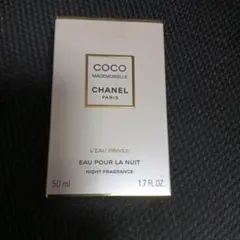 COCO
MADEMOISELLE
CHANEL
PARIS
L'EAU PRIVÉE
EAU POUR LA NUIT
NIGHT FRAGRANCE
50 ml 1.7 FL. OZ.